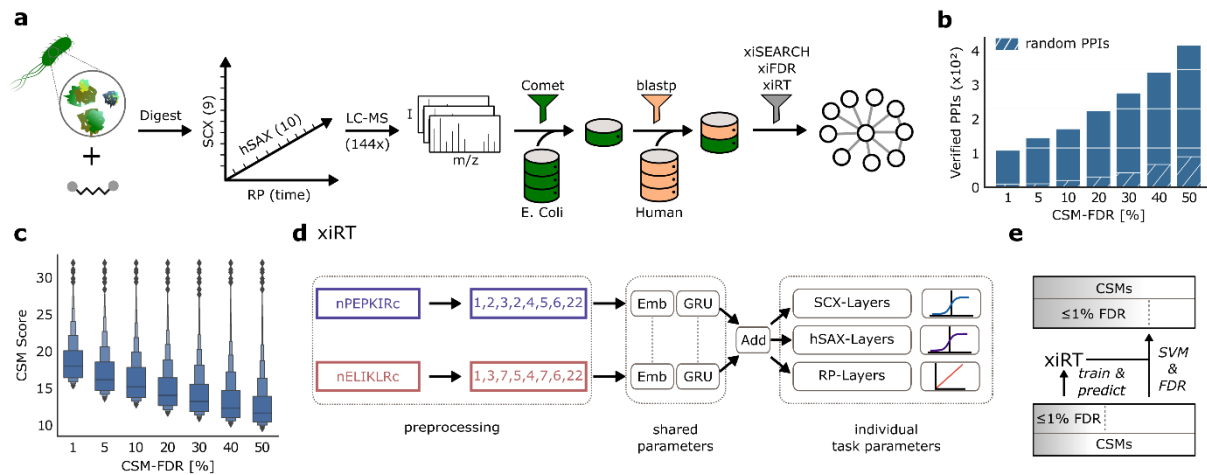 a
Digest
SCX (9)
hSAX (10)
RP (time)
LC-MS
(144x)
I
m/z
Comet
E. Coli
blastp
Human
xiSEARCH
xiFDR
xiRT
b
Verified PPIs (x10²)
random PPIs
4
3
2
1
0
1 5 10 20 30 40 50
CSM-FDR [%]
c
CSM Score
30
25
20
15
10
1 5 10 20 30 40 50
CSM-FDR [%]
d xiRT
nPEPKIRc
1,2,3,2,4,5,6,22
nELIKLRc
1,3,7,5,4,7,6,22
preprocessing
Emb GRU
Emb GRU
shared
parameters
Add
SCX-Layers
hSAX-Layers
RP-Layers
individual
task parameters
e
CSMs
≤1% FDR
xiRT
train &
predict
SVM
&
FDR
≤1% FDR
CSMs